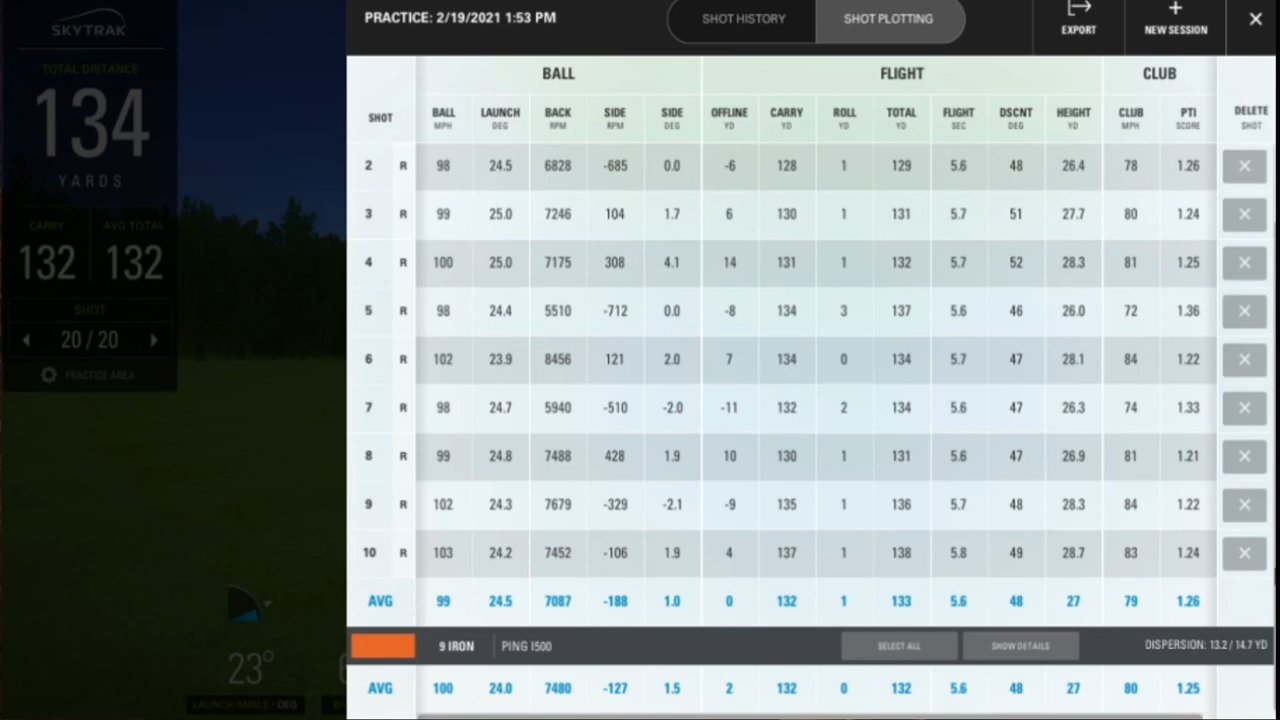 SKYTRAK
TOTAL DISTANCE
134
YARDS
CARRY AVG TOTAL
132 132
SHOT
20 / 20
PRACTICE AREA
23°
LAUNCH ANGLE / DEG
PRACTICE: 2/19/2021 1:53 PM
SHOT HISTORY
SHOT PLOTTING
EXPORT
NEW SESSION
BALL FLIGHT CLUB
SHOT BALL LAUNCH BACK SIDE SIDE OFFLINE CARRY ROLL TOTAL FLIGHT DSCNT HEIGHT CLUB PTI DELETE
MPH DEG RPM RPM DEG YD YD YD YD SEC DEG YD MPH SCORE SHOT
2 R 98 24.5 6828 -685 0.0 -6 128 1 129 5.6 48 26.4 78 1.26
3 R 99 25.0 7246 104 1.7 6 130 1 131 5.7 51 27.7 80 1.24
4 R 100 25.0 7175 308 4.1 14 131 1 132 5.7 52 28.3 81 1.25
5 R 98 24.4 5510 -712 0.0 -8 134 3 137 5.6 46 26.0 72 1.36
6 R 102 23.9 8456 121 2.0 7 134 0 134 5.7 47 28.1 84 1.22
7 R 98 24.7 5940 -510 -2.0 -11 132 2 134 5.6 47 26.3 74 1.33
8 R 99 24.8 7488 428 1.9 10 130 1 131 5.6 47 26.9 81 1.21
9 R 102 24.3 7679 -329 -2.1 -9 135 1 136 5.7 48 28.3 84 1.22
10 R 103 24.2 7452 -106 1.9 4 137 1 138 5.8 49 28.7 83 1.24
AVG 99 24.5 7087 -188 1.0 0 132 1 133 5.6 48 27 79 1.26
9 IRON PING I500 SELECT ALL SHOW DETAILS DISPERSION: 13.2 / 14.7 YD
AVG 100 24.0 7480 -127 1.5 2 132 0 132 5.6 48 27 80 1.25